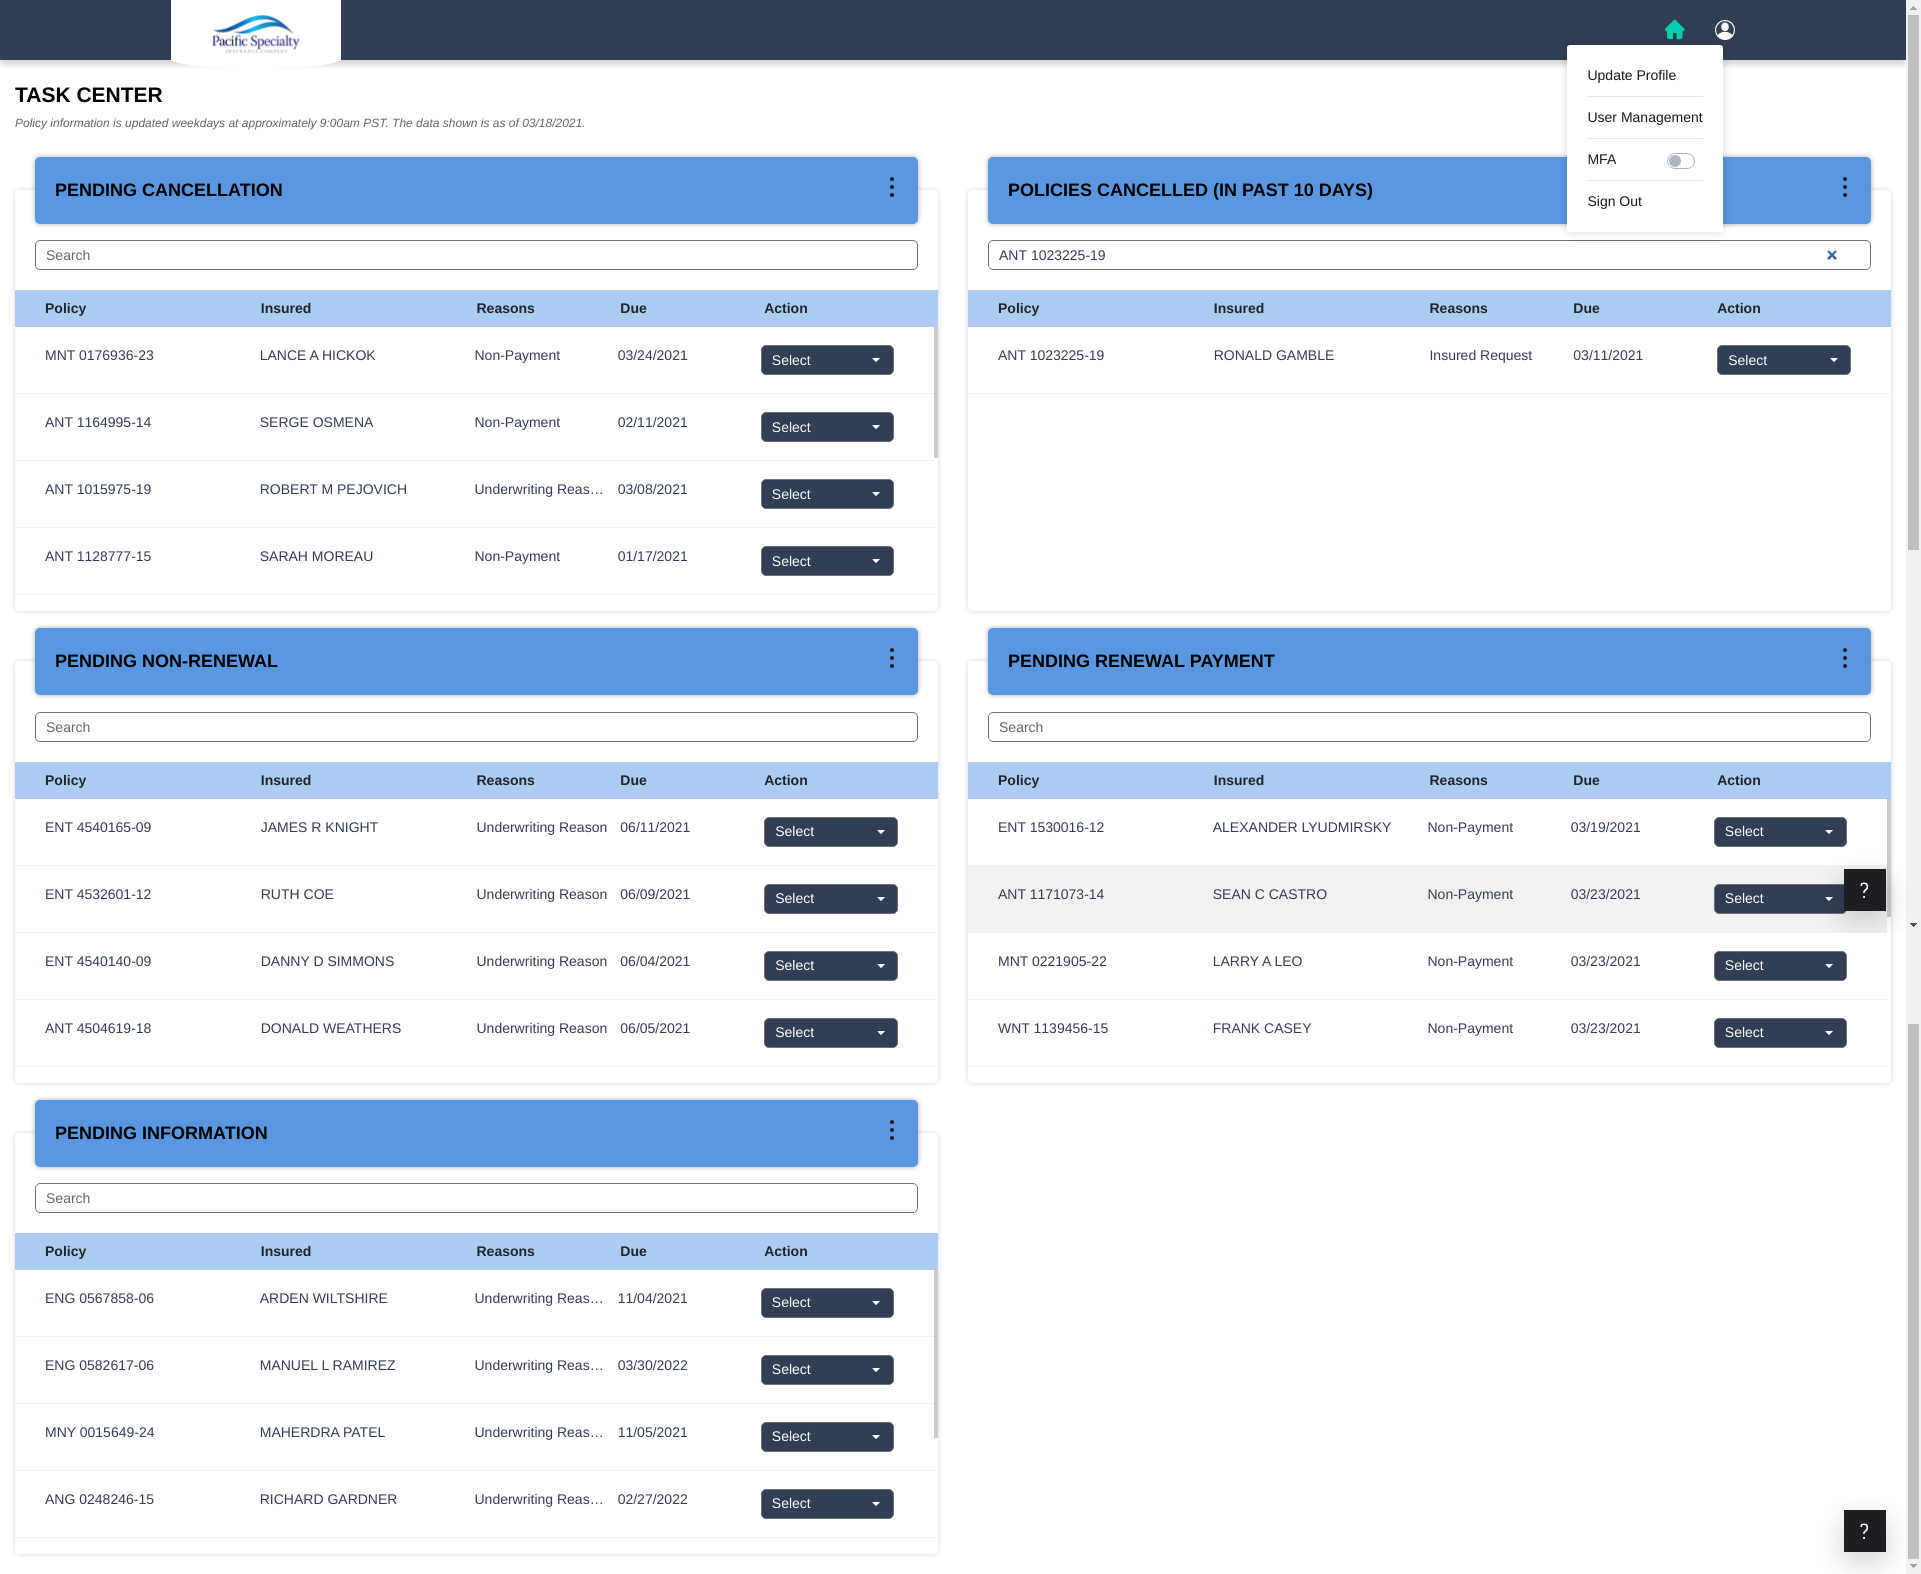 Pacific Specialty
INSURANCE COMPANY
Update Profile
User Management
MFA
Sign Out
TASK CENTER
Policy information is updated weekdays at approximately 9:00am PST. The data shown is as of 03/18/2021.
PENDING CANCELLATION
Search
Policy Insured Reasons Due Action
MNT 0176936-23 LANCE A HICKOK Non-Payment 03/24/2021 Select
ANT 1164995-14 SERGE OSMENA Non-Payment 02/11/2021 Select
ANT 1015975-19 ROBERT M PEJOVICH Underwriting Reas… 03/08/2021 Select
ANT 1128777-15 SARAH MOREAU Non-Payment 01/17/2021 Select
POLICIES CANCELLED (IN PAST 10 DAYS)
ANT 1023225-19
Policy Insured Reasons Due Action
ANT 1023225-19 RONALD GAMBLE Insured Request 03/11/2021 Select
PENDING NON-RENEWAL
Search
Policy Insured Reasons Due Action
ENT 4540165-09 JAMES R KNIGHT Underwriting Reason 06/11/2021 Select
ENT 4532601-12 RUTH COE Underwriting Reason 06/09/2021 Select
ENT 4540140-09 DANNY D SIMMONS Underwriting Reason 06/04/2021 Select
ANT 4504619-18 DONALD WEATHERS Underwriting Reason 06/05/2021 Select
PENDING RENEWAL PAYMENT
Search
Policy Insured Reasons Due Action
ENT 1530016-12 ALEXANDER LYUDMIRSKY Non-Payment 03/19/2021 Select
ANT 1171073-14 SEAN C CASTRO Non-Payment 03/23/2021 Select
?
MNT 0221905-22 LARRY A LEO Non-Payment 03/23/2021 Select
WNT 1139456-15 FRANK CASEY Non-Payment 03/23/2021 Select
PENDING INFORMATION
Search
Policy Insured Reasons Due Action
ENG 0567858-06 ARDEN WILTSHIRE Underwriting Reas… 11/04/2021 Select
ENG 0582617-06 MANUEL L RAMIREZ Underwriting Reas… 03/30/2022 Select
MNY 0015649-24 MAHERDRA PATEL Underwriting Reas… 11/05/2021 Select
ANG 0248246-15 RICHARD GARDNER Underwriting Reas… 02/27/2022 Select
?